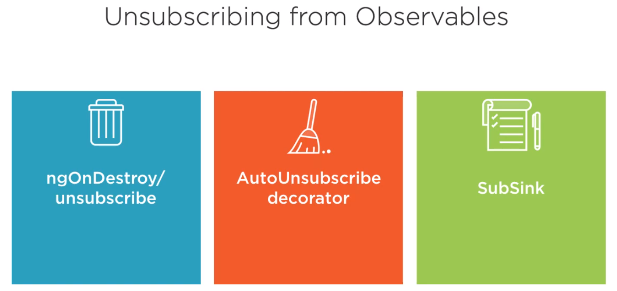 Unsubscribing from Observables
ngOnDestroy/
unsubscribe
AutoUnsubscribe
decorator
SubSink